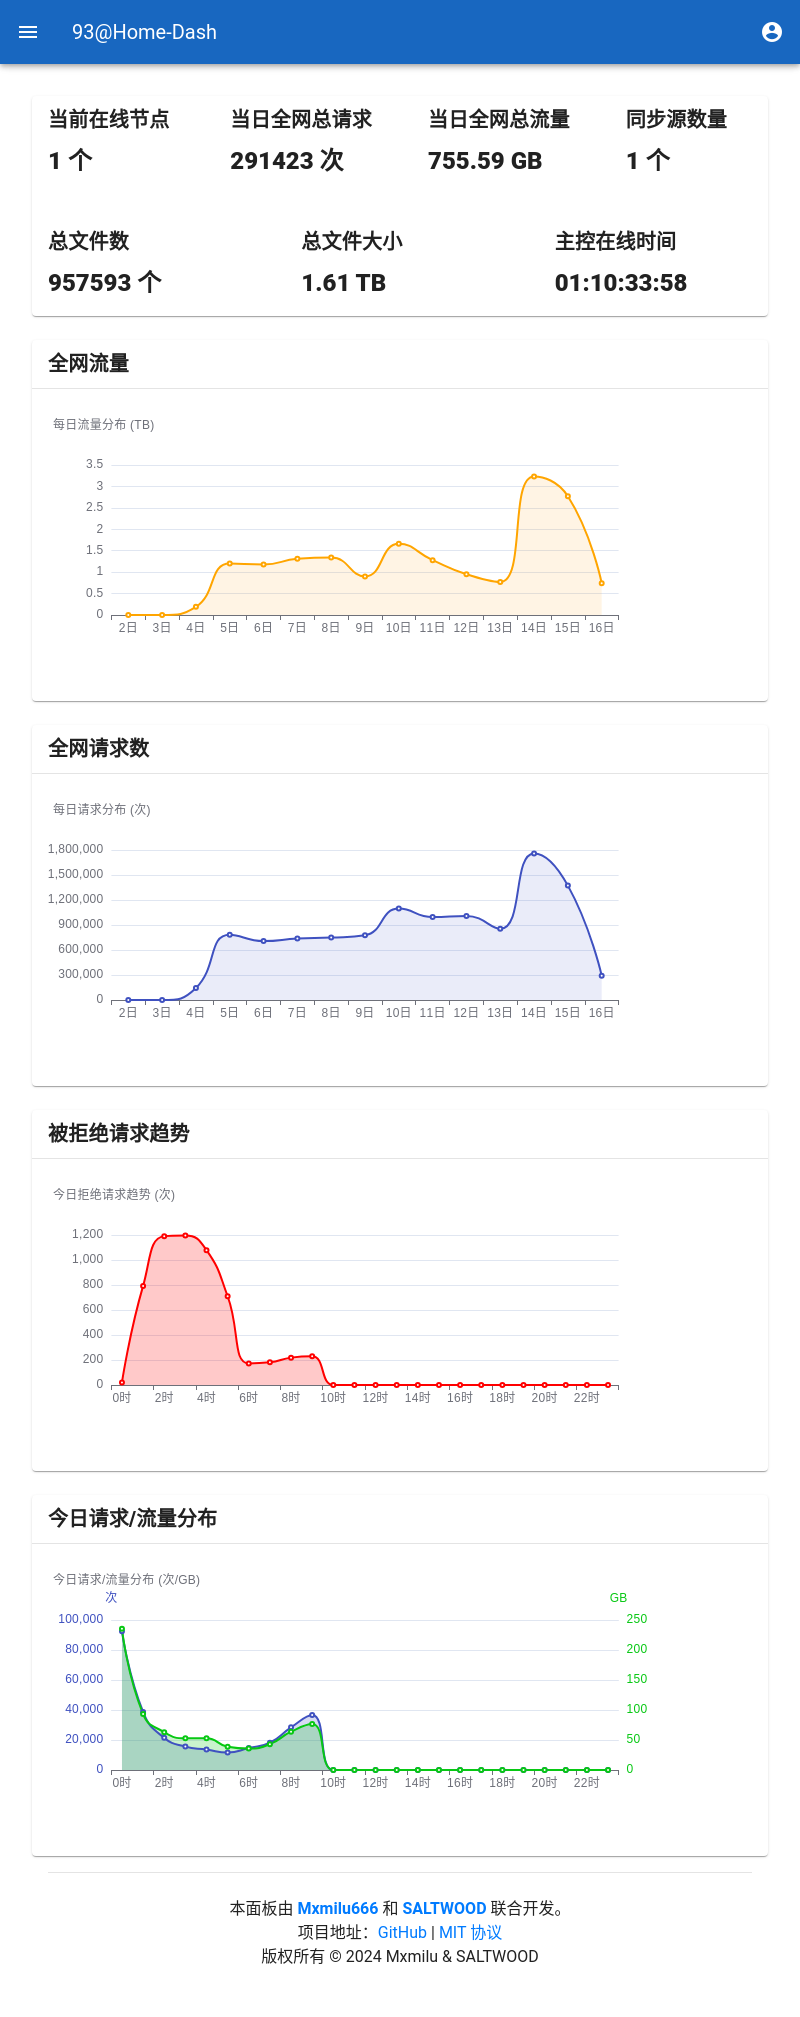 93@Home-Dash
当前在线节点 当日全网总请求 当日全网总流量 同步源数量
1 个 291423 次 755.59 GB 1 个
总文件数 总文件大小 主控在线时间
957593 个 1.61 TB 01:10:33:58
全网流量
每日流量分布 (TB)
3.5
3
2.5
2
1.5
1
0.5
0
2日 3日 4日 5日 6日 7日 8日 9日 10日 11日 12日 13日 14日 15日 16日
全网请求数
每日请求分布 (次)
1,800,000
1,500,000
1,200,000
900,000
600,000
300,000
0
2日 3日 4日 5日 6日 7日 8日 9日 10日 11日 12日 13日 14日 15日 16日
被拒绝请求趋势
今日拒绝请求趋势 (次)
1,200
1,000
800
600
400
200
0
0时 2时 4时 6时 8时 10时 12时 14时 16时 18时 20时 22时
今日请求/流量分布
今日请求/流量分布 (次/GB)
次 GB
100,000 250
80,000 200
60,000 150
40,000 100
20,000 50
0 0
0时 2时 4时 6时 8时 10时 12时 14时 16时 18时 20时 22时
本面板由 Mxmilu666 和 SALTWOOD 联合开发。
项目地址：GitHub | MIT 协议
版权所有 © 2024 Mxmilu & SALTWOOD